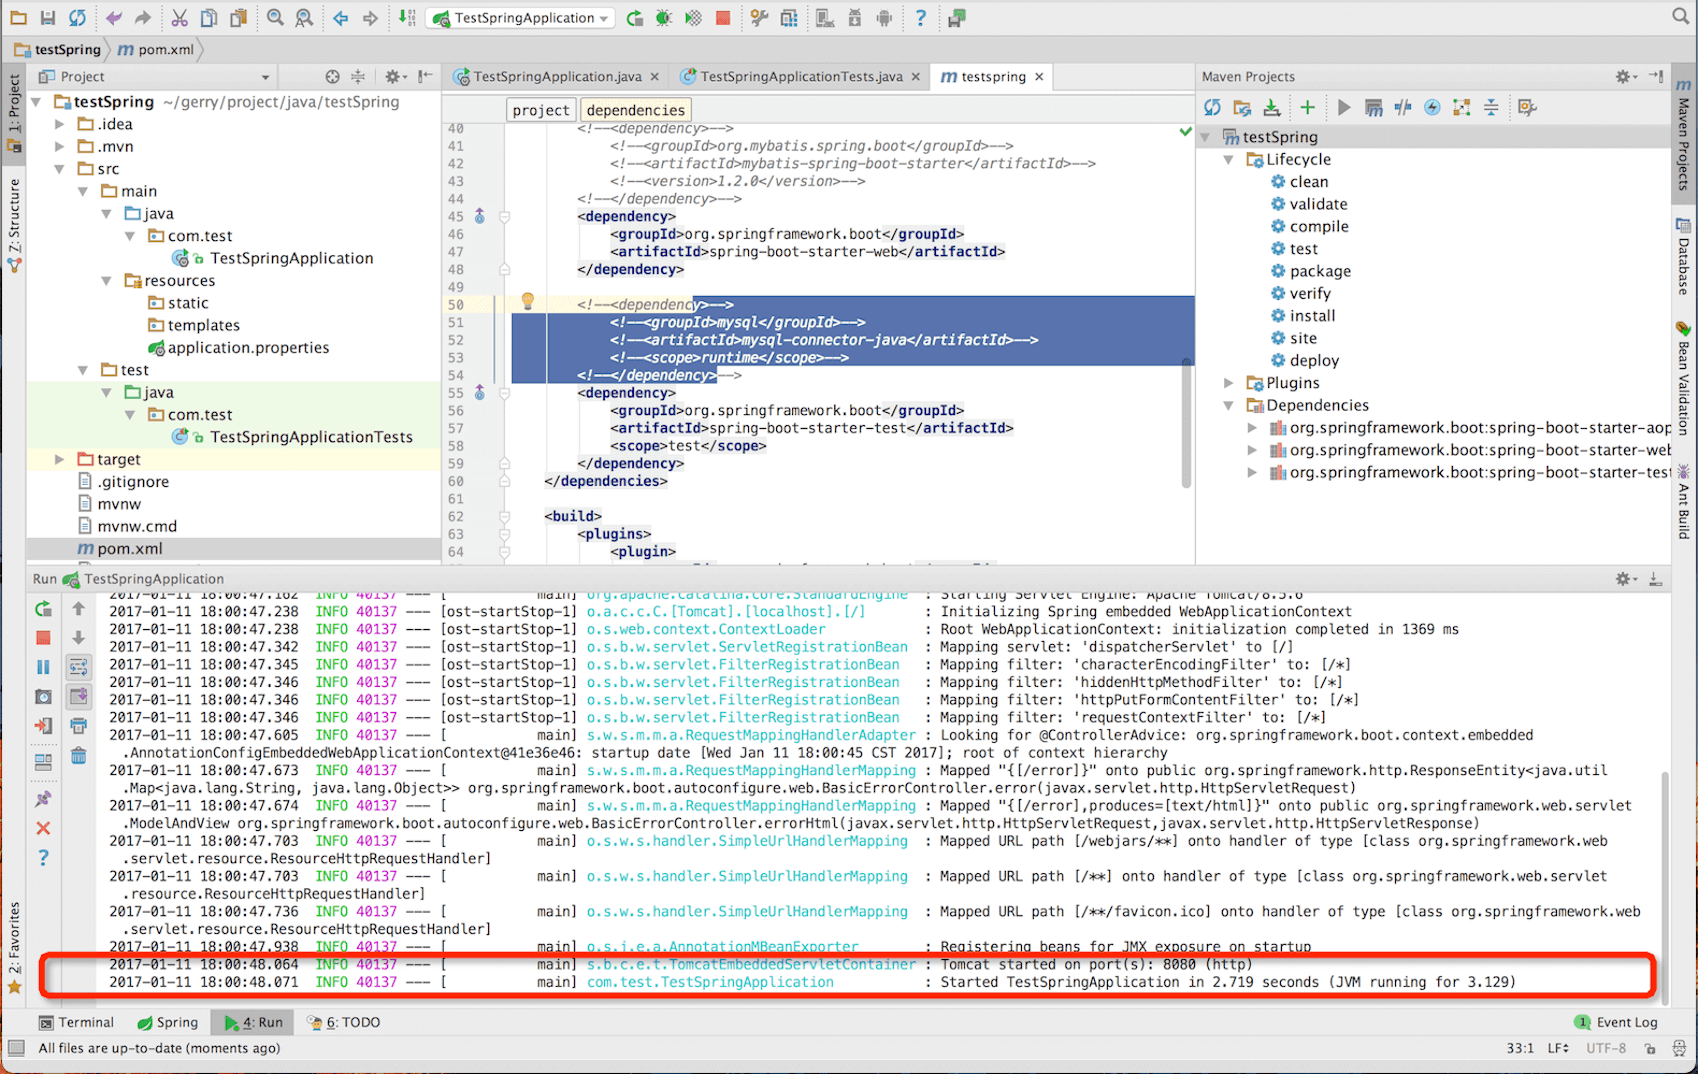 TestSpringApplication
testSpring
pom.xml
Project
TestSpringApplication.java
TestSpringApplicationTests.java
testspring
Maven Projects
testSpring ~/gerry/project/java/testSpring
.idea
.mvn
src
main
java
com.test
TestSpringApplication
resources
static
templates
application.properties
test
java
com.test
TestSpringApplicationTests
target
.gitignore
mvnw
mvnw.cmd
pom.xml
project
dependencies
40 <!--<dependency>-->
41 <!--<groupId>org.mybatis.spring.boot</groupId>-->
42 <!--<artifactId>mybatis-spring-boot-starter</artifactId>-->
43 <!--<version>1.2.0</version>-->
44 <!--</dependency>-->
45 <dependency>
46 <groupId>org.springframework.boot</groupId>
47 <artifactId>spring-boot-starter-web</artifactId>
48 </dependency>
49
50 <!--<dependency>-->
51 <!--<groupId>mysql</groupId>-->
52 <!--<artifactId>mysql-connector-java</artifactId>-->
53 <!--<scope>runtime</scope>-->
54 <!--</dependency>-->
55 <dependency>
56 <groupId>org.springframework.boot</groupId>
57 <artifactId>spring-boot-starter-test</artifactId>
58 <scope>test</scope>
59 </dependency>
60 </dependencies>
61
62 <build>
63 <plugins>
64 <plugin>
testSpring
Lifecycle
clean
validate
compile
test
package
verify
install
site
deploy
Plugins
Dependencies
org.springframework.boot:spring-boot-starter-aop
org.springframework.boot:spring-boot-starter-web
org.springframework.boot:spring-boot-starter-test
1: Project
Z: Structure
2: Favorites
Maven Projects
Database
Bean Validation
Ant Build
Run TestSpringApplication
2017-01-11 18:00:47.162 INFO 40137 --- [ main] org.apache.catalina.core.StandardEngine : Starting Servlet Engine: Apache Tomcat/8.5.6
2017-01-11 18:00:47.238 INFO 40137 --- [ost-startStop-1] o.a.c.c.C.[Tomcat].[localhost].[/] : Initializing Spring embedded WebApplicationContext
2017-01-11 18:00:47.238 INFO 40137 --- [ost-startStop-1] o.s.web.context.ContextLoader : Root WebApplicationContext: initialization completed in 1369 ms
2017-01-11 18:00:47.342 INFO 40137 --- [ost-startStop-1] o.s.b.w.servlet.ServletRegistrationBean : Mapping servlet: 'dispatcherServlet' to [/]
2017-01-11 18:00:47.345 INFO 40137 --- [ost-startStop-1] o.s.b.w.servlet.FilterRegistrationBean : Mapping filter: 'characterEncodingFilter' to: [/*]
2017-01-11 18:00:47.346 INFO 40137 --- [ost-startStop-1] o.s.b.w.servlet.FilterRegistrationBean : Mapping filter: 'hiddenHttpMethodFilter' to: [/*]
2017-01-11 18:00:47.346 INFO 40137 --- [ost-startStop-1] o.s.b.w.servlet.FilterRegistrationBean : Mapping filter: 'httpPutFormContentFilter' to: [/*]
2017-01-11 18:00:47.346 INFO 40137 --- [ost-startStop-1] o.s.b.w.servlet.FilterRegistrationBean : Mapping filter: 'requestContextFilter' to: [/*]
2017-01-11 18:00:47.605 INFO 40137 --- [ main] s.w.s.m.m.a.RequestMappingHandlerAdapter : Looking for @ControllerAdvice: org.springframework.boot.context.embedded
.AnnotationConfigEmbeddedWebApplicationContext@41e36e46: startup date [Wed Jan 11 18:00:45 CST 2017]; root of context hierarchy
2017-01-11 18:00:47.673 INFO 40137 --- [ main] s.w.s.m.m.a.RequestMappingHandlerMapping : Mapped "{[/error]}" onto public org.springframework.http.ResponseEntity<java.util
.Map<java.lang.String, java.lang.Object>> org.springframework.boot.autoconfigure.web.BasicErrorController.error(javax.servlet.http.HttpServletRequest)
2017-01-11 18:00:47.674 INFO 40137 --- [ main] s.w.s.m.m.a.RequestMappingHandlerMapping : Mapped "{[/error],produces=[text/html]}" onto public org.springframework.web.servlet
.ModelAndView org.springframework.boot.autoconfigure.web.BasicErrorController.errorHtml(javax.servlet.http.HttpServletRequest,javax.servlet.http.HttpServletResponse)
2017-01-11 18:00:47.703 INFO 40137 --- [ main] o.s.w.s.handler.SimpleUrlHandlerMapping : Mapped URL path [/webjars/**] onto handler of type [class org.springframework.web
.servlet.resource.ResourceHttpRequestHandler]
2017-01-11 18:00:47.703 INFO 40137 --- [ main] o.s.w.s.handler.SimpleUrlHandlerMapping : Mapped URL path [/**] onto handler of type [class org.springframework.web.servlet
.resource.ResourceHttpRequestHandler]
2017-01-11 18:00:47.736 INFO 40137 --- [ main] o.s.w.s.handler.SimpleUrlHandlerMapping : Mapped URL path [/**/favicon.ico] onto handler of type [class org.springframework.web
.servlet.resource.ResourceHttpRequestHandler]
2017-01-11 18:00:47.938 INFO 40137 --- [ main] o.s.j.e.a.AnnotationMBeanExporter : Registering beans for JMX exposure on startup
2017-01-11 18:00:48.064 INFO 40137 --- [ main] s.b.c.e.t.TomcatEmbeddedServletContainer : Tomcat started on port(s): 8080 (http)
2017-01-11 18:00:48.071 INFO 40137 --- [ main] com.test.TestSpringApplication : Started TestSpringApplication in 2.719 seconds (JVM running for 3.129)
Terminal
Spring
4: Run
6: TODO
1 Event Log
All files are up-to-date (moments ago)
33:1 LF UTF-8